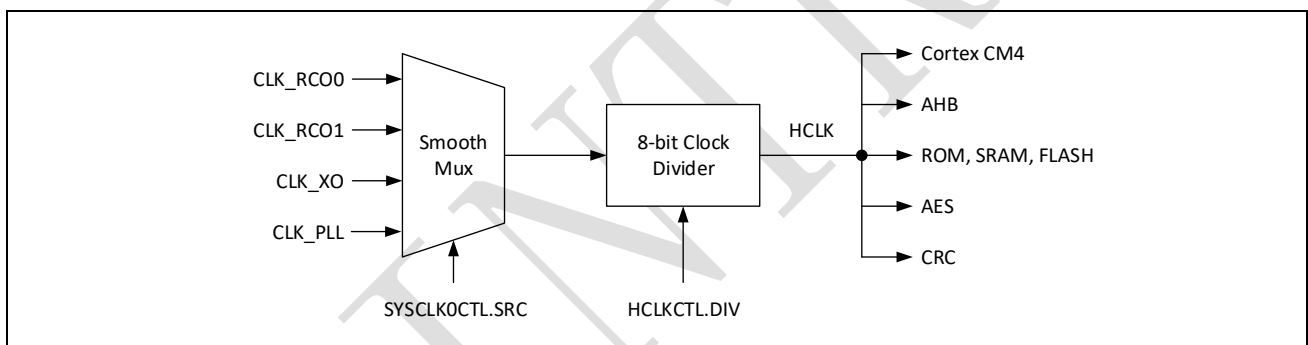 CLK_RCO0
CLK_RCO1
CLK_XO
CLK_PLL
Smooth
Mux
SYSCLK0CTL.SRC
8-bit Clock
Divider
HCLKCTL.DIV
HCLK
Cortex CM4
AHB
ROM, SRAM, FLASH
AES
CRC